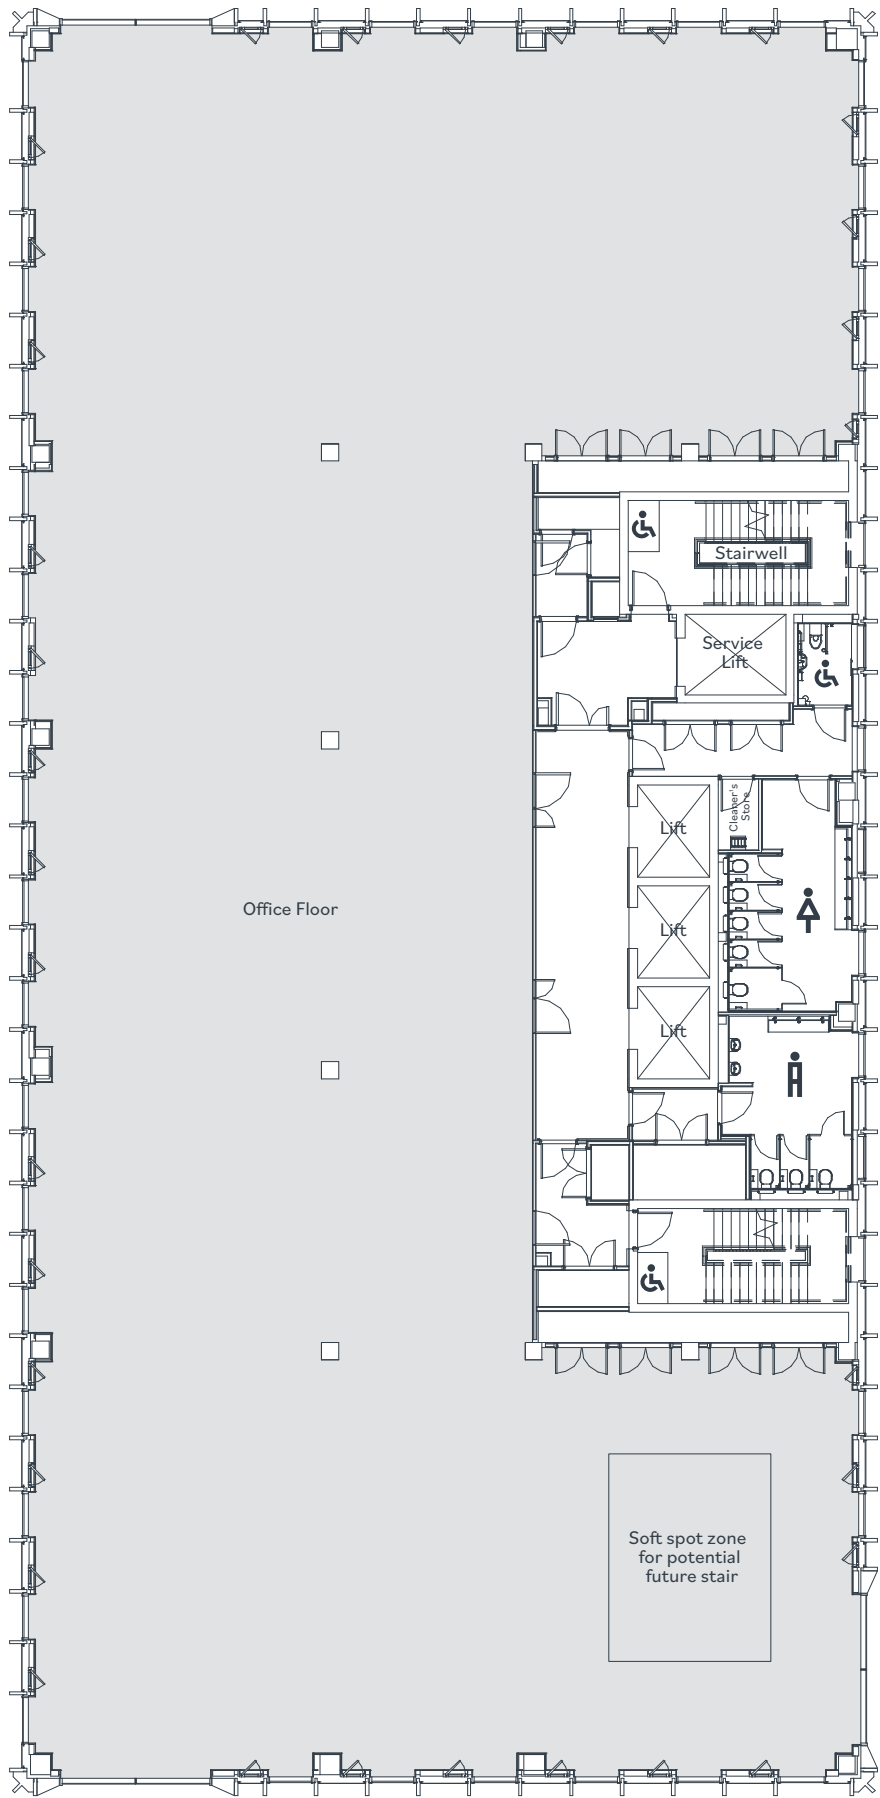 Stairwell
Service
Lift
Cleaner's
Store
Lift
Office Floor
Lift
Lift
Soft spot zone
for potential
future stair